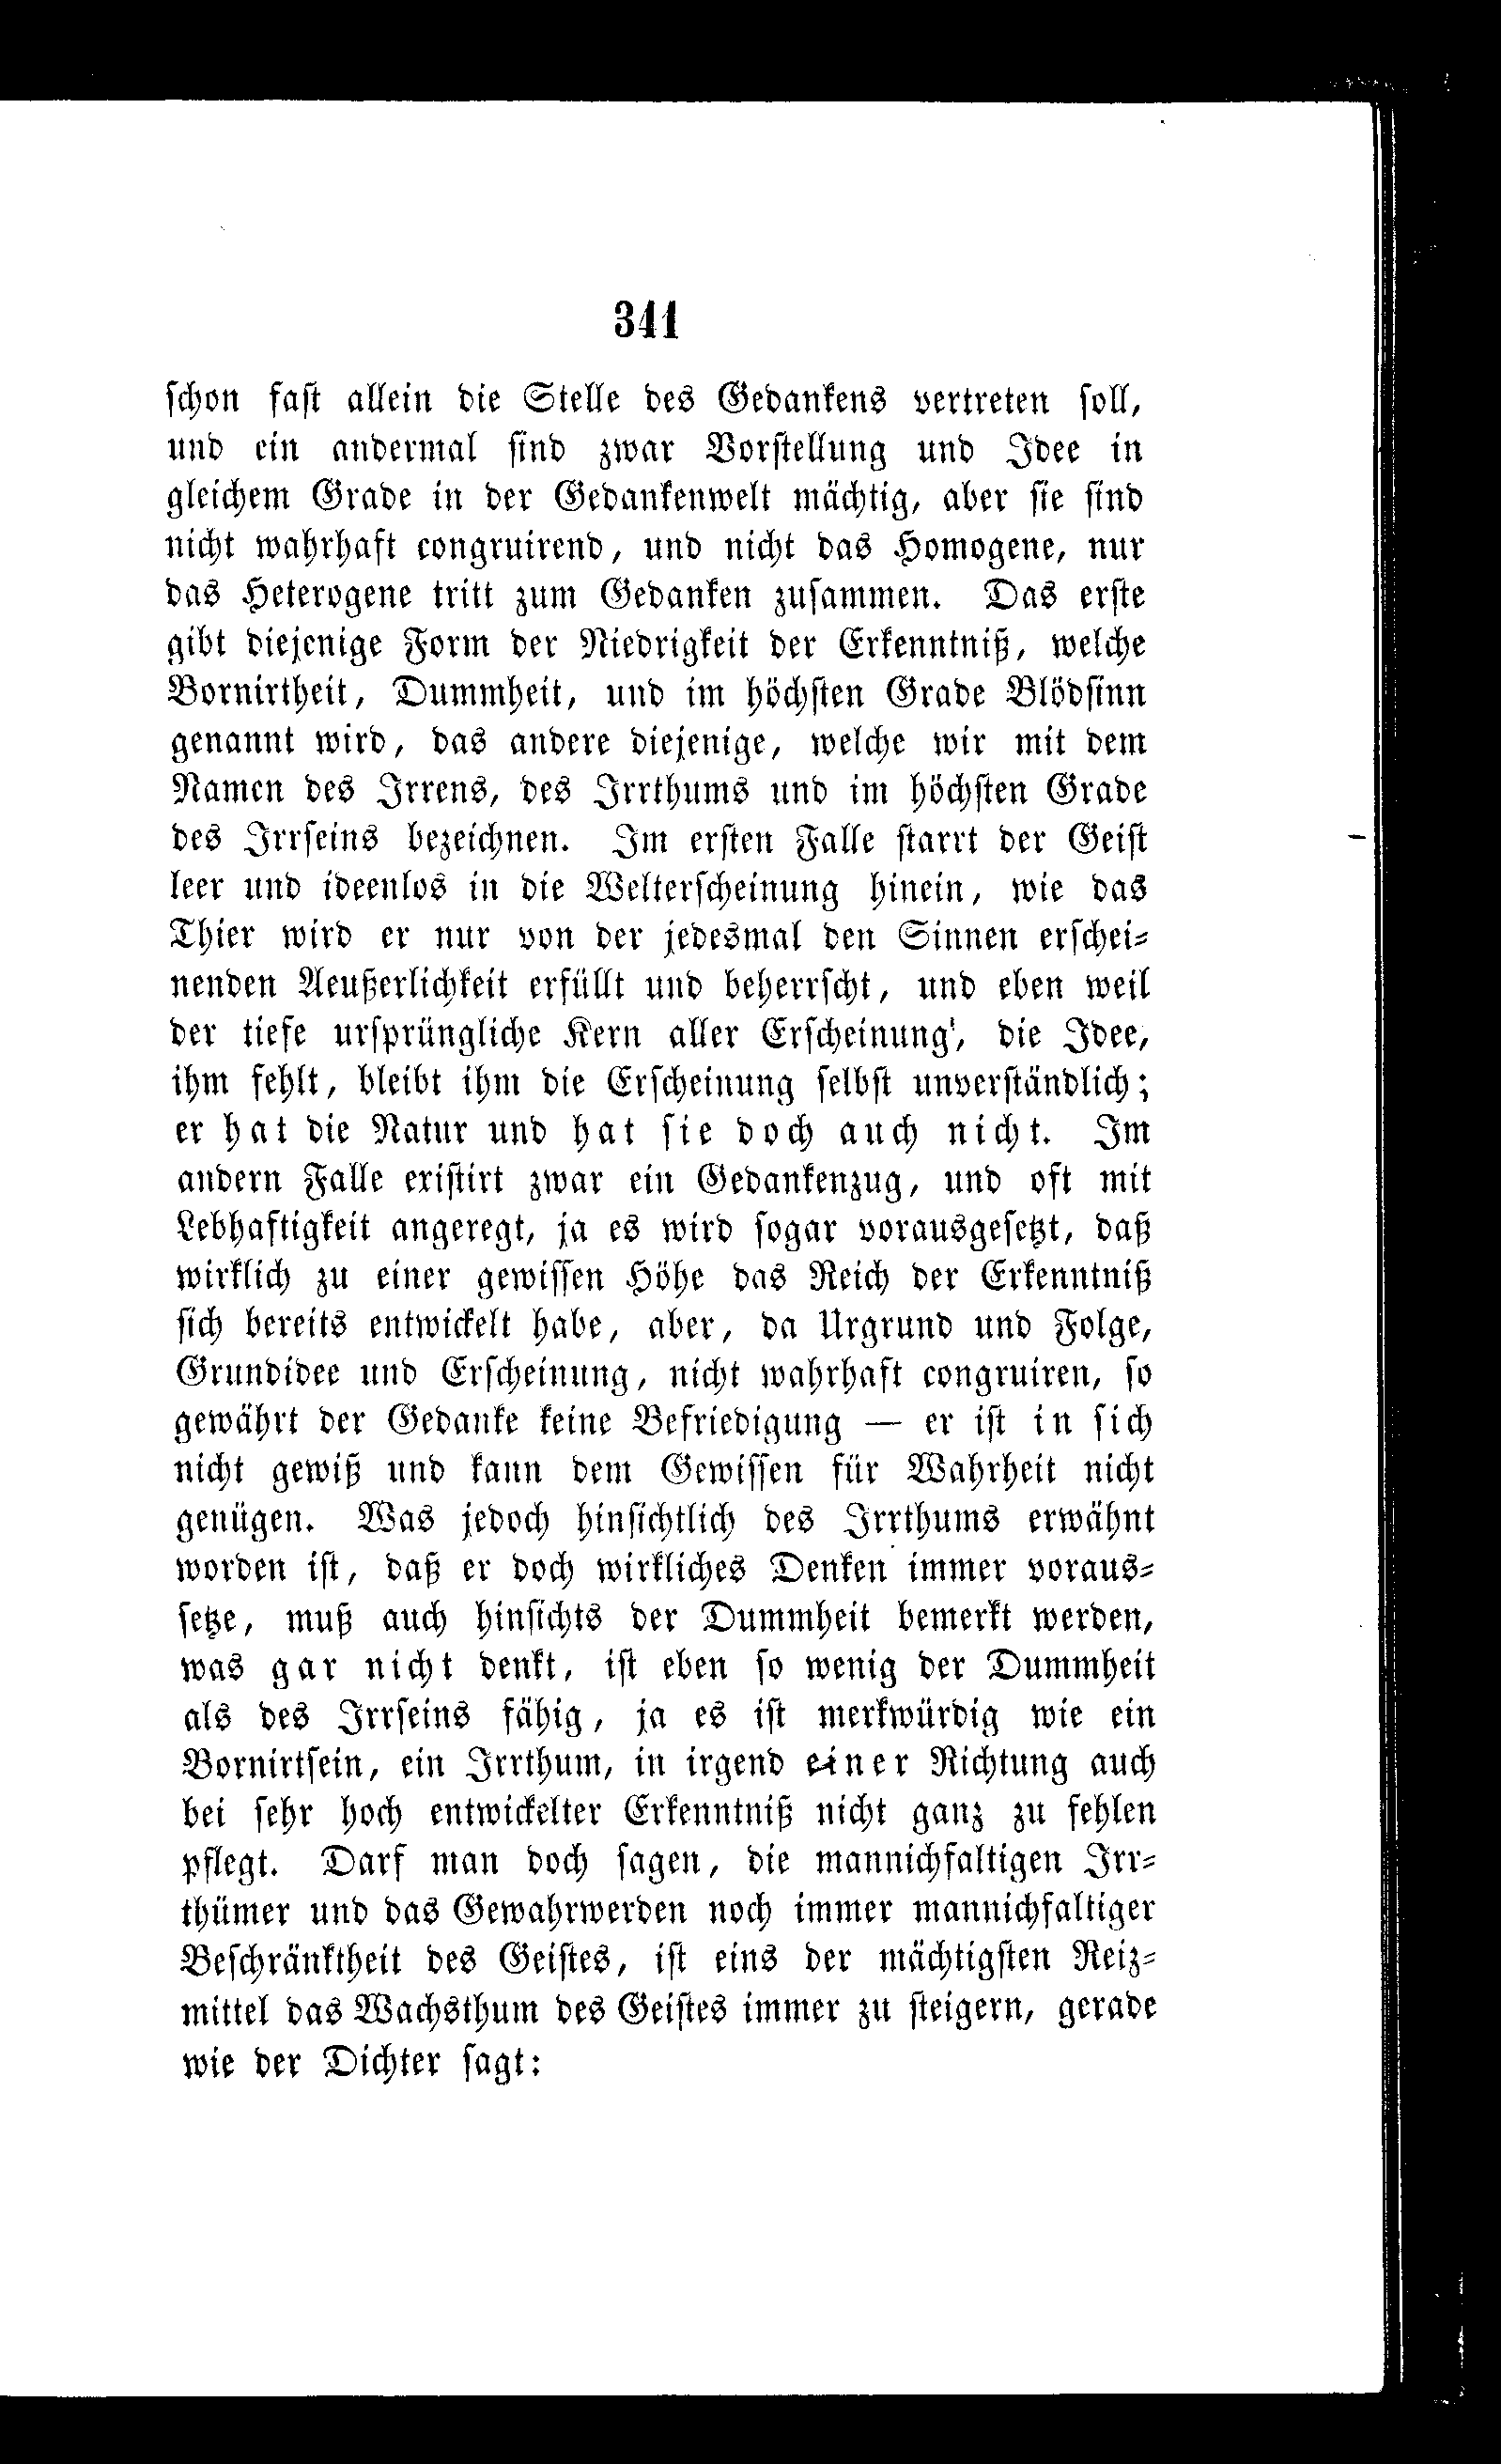 341
schon fast allein die Stelle des Gedankens vertreten soll,
und ein andermal sind zwar Vorstellung und Idee in
gleichem Grade in der Gedankenwelt mächtig, aber sie sind
nicht wahrhaft congruirend, und nicht das Homogene, nur
das Heterogene tritt zum Gedanken zusammen. Das erste
gibt diejenige Form der Niedrigkeit der Erkenntniß, welche
Bornirtheit, Dummheit, und im höchsten Grade Blödsinn
genannt wird, das andere diejenige, welche wir mit dem
Namen des Irrens, des Irrthums und im höchsten Grade
des Irrseins bezeichnen. Im ersten Falle starrt der Geist
leer und ideenlos in die Welterscheinung hinein, wie das
Thier wird er nur von der jedesmal den Sinnen erschei⸗
nenden Aeußerlichkeit erfüllt und beherrscht, und eben weil
der tiefe ursprüngliche Kern aller Erscheinung, die Idee,
ihm fehlt, bleibt ihm die Erscheinung selbst unverständlich;
er hat die Natur und hat sie doch auch nicht. Im
andern Falle existirt zwar ein Gedankenzug, und oft mit
Lebhaftigkeit angeregt, ja es wird sogar vorausgesetzt, daß
wirklich zu einer gewissen Höhe das Reich der Erkenntniß
sich bereits entwickelt habe, aber, da Urgrund und Folge,
Grundidee und Erscheinung, nicht wahrhaft congruiren, so
gewährt der Gedanke keine Befriedigung — er ist in sich
nicht gewiß und kann dem Gewissen für Wahrheit nicht
genügen. Was jedoch hinsichtlich des Irrthums erwähnt
worden ist, daß er doch wirkliches Denken immer voraus⸗
setze, muß auch hinsichts der Dummheit bemerkt werden,
was gar nicht denkt, ist eben so wenig der Dummheit
als des Irrseins fähig, ja es ist merkwürdig wie ein
Bornirtsein, ein Irrthum, in irgend einer Richtung auch
bei sehr hoch entwickelter Erkenntniß nicht ganz zu fehlen
pflegt. Darf man doch sagen, die mannichfaltigen Irr⸗
thümer und das Gewahrwerden noch immer mannichfaltiger
Beschränktheit des Geistes, ist eins der mächtigsten Reiz⸗
mittel das Wachsthum des Geistes immer zu steigern, gerade
wie der Dichter sagt: